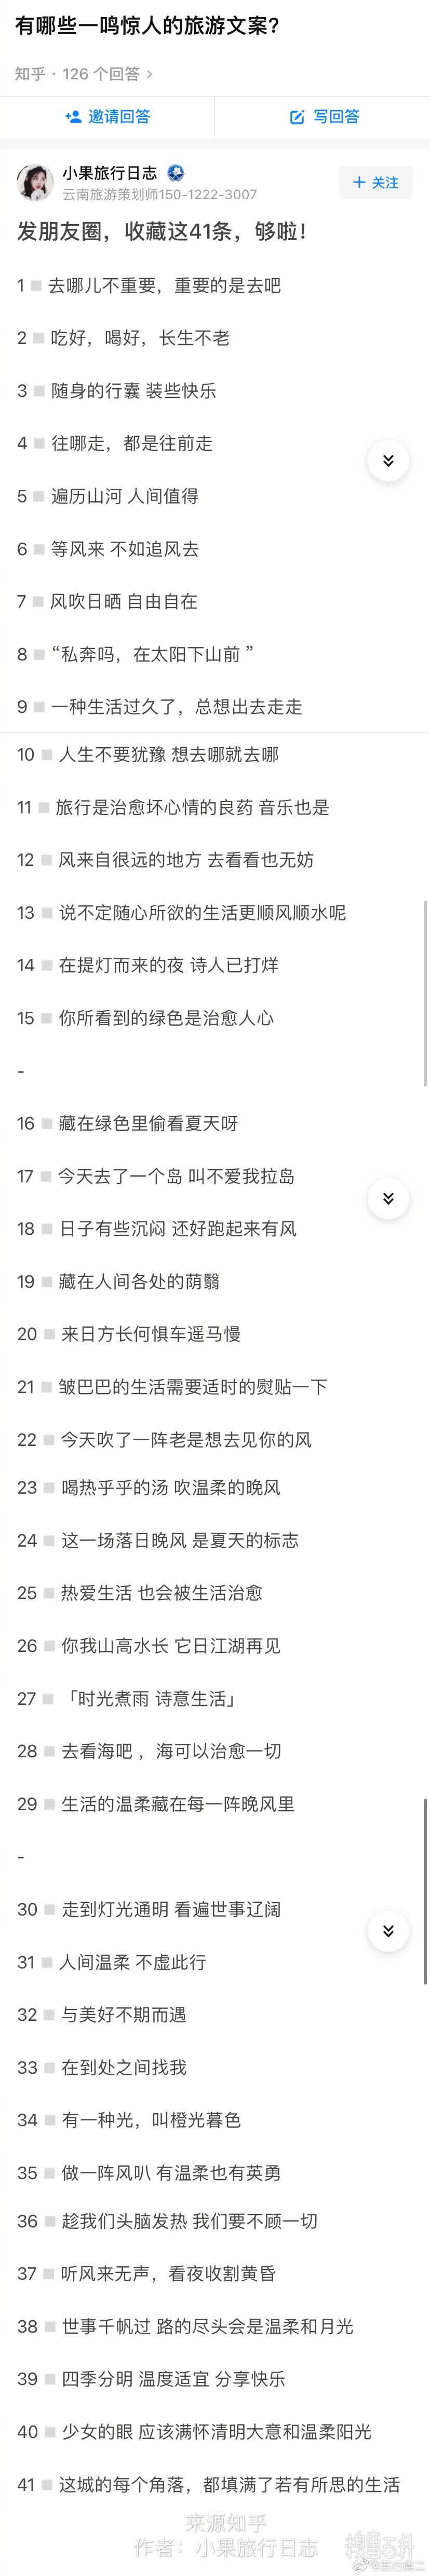 有哪些一鸣惊人的旅游文案?
知乎 · 126 个回答 >
邀请回答
写回答
小果旅行日志
云南旅游策划师150-1222-3007
+ 关注
发朋友圈，收藏这41条，够啦！
1 去哪儿不重要，重要的是去吧
2 吃好，喝好，长生不老
3 随身的行囊 装些快乐
4 往哪走，都是往前走
5 遍历山河 人间值得
6 等风来 不如追风去
7 风吹日晒 自由自在
8 “私奔吗，在太阳下山前 ”
9 一种生活过久了，总想出去走走
10 人生不要犹豫 想去哪就去哪
11 旅行是治愈坏心情的良药 音乐也是
12 风来自很远的地方 去看看也无妨
13 说不定随心所欲的生活更顺风顺水呢
14 在提灯而来的夜 诗人已打烊
15 你所看到的绿色是治愈人心
-
16 藏在绿色里偷看夏天呀
17 今天去了一个岛 叫不爱我拉岛
18 日子有些沉闷 还好跑起来有风
19 藏在人间各处的荫翳
20 来日方长何惧车遥马慢
21 皱巴巴的生活需要适时的熨贴一下
22 今天吹了一阵老是想去见你的风
23 喝热乎乎的汤 吹温柔的晚风
24 这一场落日晚风 是夏天的标志
25 热爱生活 也会被生活治愈
26 你我山高水长 它日江湖再见
27 「时光煮雨 诗意生活」
28 去看海吧 ，海可以治愈一切
29 生活的温柔藏在每一阵晚风里
-
30 走到灯光通明 看遍世事辽阔
31 人间温柔 不虚此行
32 与美好不期而遇
33 在到处之间找我
34 有一种光，叫橙光暮色
35 做一阵风叭 有温柔也有英勇
36 趁我们头脑发热 我们要不顾一切
37 听风来无声，看夜收割黄昏
38 世事千帆过 路的尽头会是温柔和月光
39 四季分明 温度适宜 分享快乐
40 少女的眼 应该满怀清明大意和温柔阳光
41 这城的每个角落，都填满了若有所思的生活
来源知乎
作者：小果旅行日志